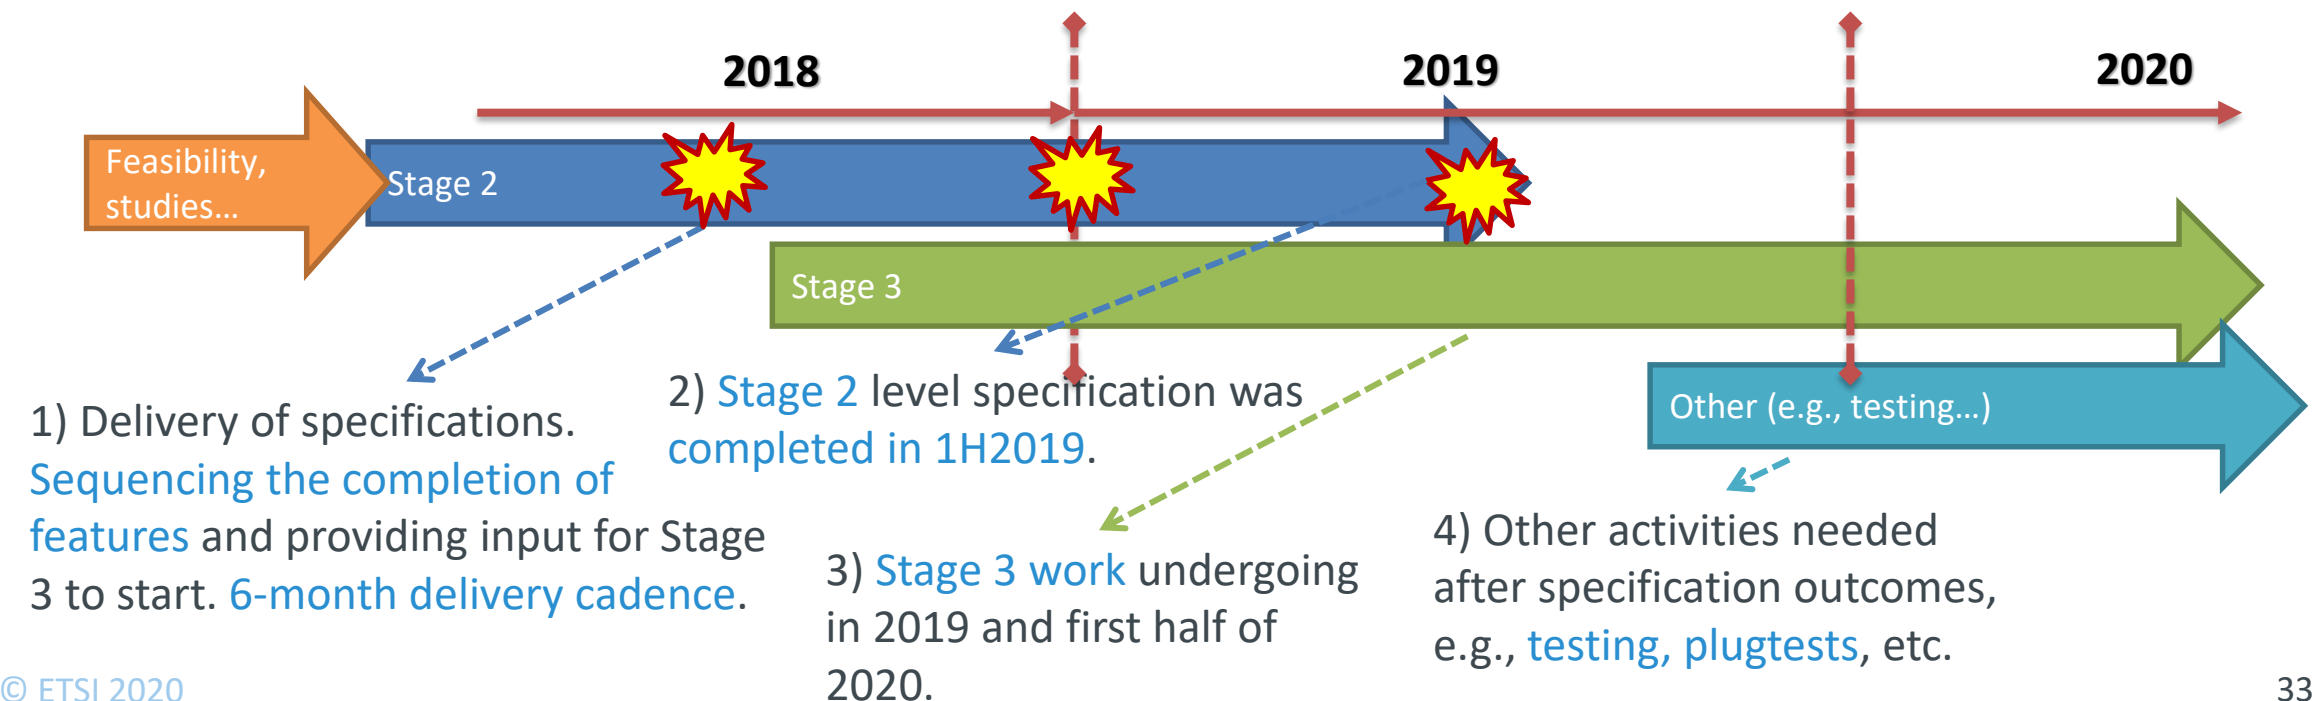 2018
2019
2020
Feasibility,
studies…
Stage 2
Stage 3
Other (e.g., testing…)
1) Delivery of specifications.
Sequencing the completion of
features and providing input for Stage
3 to start. 6-month delivery cadence.
2) Stage 2 level specification was
completed in 1H2019.
3) Stage 3 work undergoing
in 2019 and first half of
2020.
4) Other activities needed
after specification outcomes,
e.g., testing, plugtests, etc.
© ETSI 2020
33